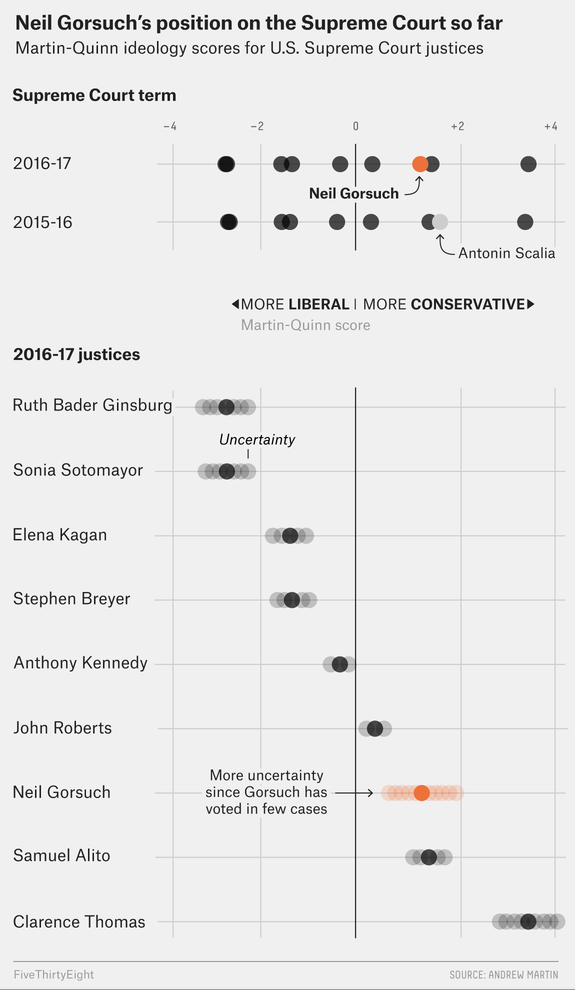 Neil Gorsuch's position on the Supreme Court so far
Martin-Quinn ideology scores for U.S. Supreme Court justices
Supreme Court term
−4 −2 0 +2 +4
2016-17
Neil Gorsuch
2015-16
Antonin Scalia
◀MORE LIBERAL | MORE CONSERVATIVE▶
Martin-Quinn score
2016-17 justices
Ruth Bader Ginsburg
Uncertainty
Sonia Sotomayor
Elena Kagan
Stephen Breyer
Anthony Kennedy
John Roberts
More uncertainty
since Gorsuch has
voted in few cases
Neil Gorsuch
Samuel Alito
Clarence Thomas
FiveThirtyEight
SOURCE: ANDREW MARTIN